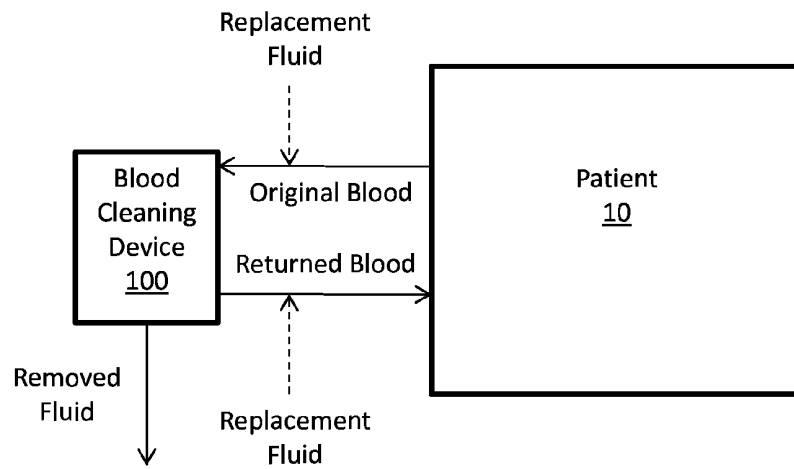 Replacement
Fluid
Blood
Cleaning
Device
100
Original Blood
Patient
10
Returned Blood
Removed
Fluid
Replacement
Fluid